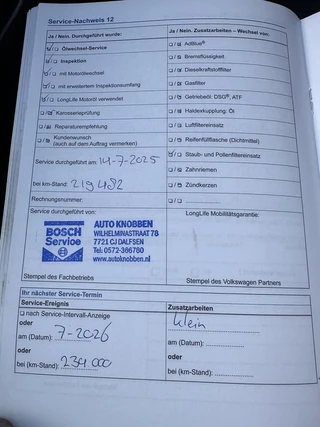 Service-Nachweis 12
Ja / Nein. Durchgeführt wurde:
Ölwechsel-Service
Inspektion
mit Motorölwechsel
mit erweitertem Inspektionsumfang
LongLife Motoröl verwendet
Karosserieprüfung
Reparaturempfehlung
Kundenwunsch
(auch auf dem Auftrag vermerken)
Service durchgeführt am: 14-7-2025
bei km-Stand: 219482
Rechnungsnummer:
Service durchgeführt von:
BOSCH
Service
AUTO KNOBBEN
WILHELMINASTRAAT 78
7721 CJ DALFSEN
Tel: 0572-366780
www.autoknobben.nl
Stempel des Fachbetriebs
Ja / Nein. Zusatzarbeiten – Wechsel von:
AdBlue®
Bremsflüssigkeit
Dieselkraftstofffilter
Gasfilter
Getriebeöl: DSG®, ATF
Haldexkupplung: Öl
Luftfiltereinsatz
Reifenfüllflasche (Dichtmittel)
Staub- und Pollenfiltereinsatz
Zahnriemen
Zündkerzen
LongLife Mobilitätsgarantie:
Stempel des Volkswagen Partners
Ihr nächster Service-Termin
Service-Ereignis
nach Service-Intervall-Anzeige
oder
am (Datum): 7-2026
oder
bei (km-Stand): 234.000
Zusatzarbeiten
klein
oder
am (Datum):
oder
bei (km-Stand):